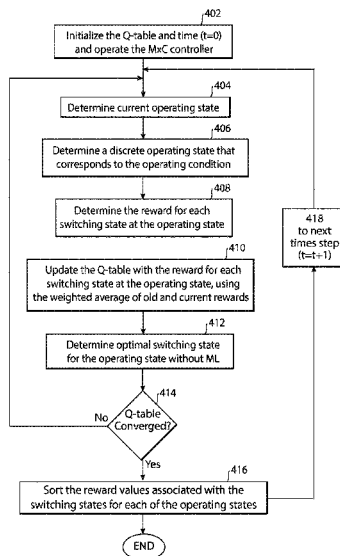 402
Initialize the Q-table and time (t=0)
and operate the MxC controller
404
Determine current operating state
406
Determine a discrete operating state that
corresponds to the operating condition
408
Determine the reward for each
switching state at the operating state
418
to next
times step
(t=t+1)
410
Update the Q-table with the reward for each
switching state at the operating state, using
the weighted average of old and current rewards
412
Determine optimal switching state
for the operating state without ML
414
No
Q-table
Converged?
Yes
416
Sort the reward values associated with the
switching states for each of the operating states
END